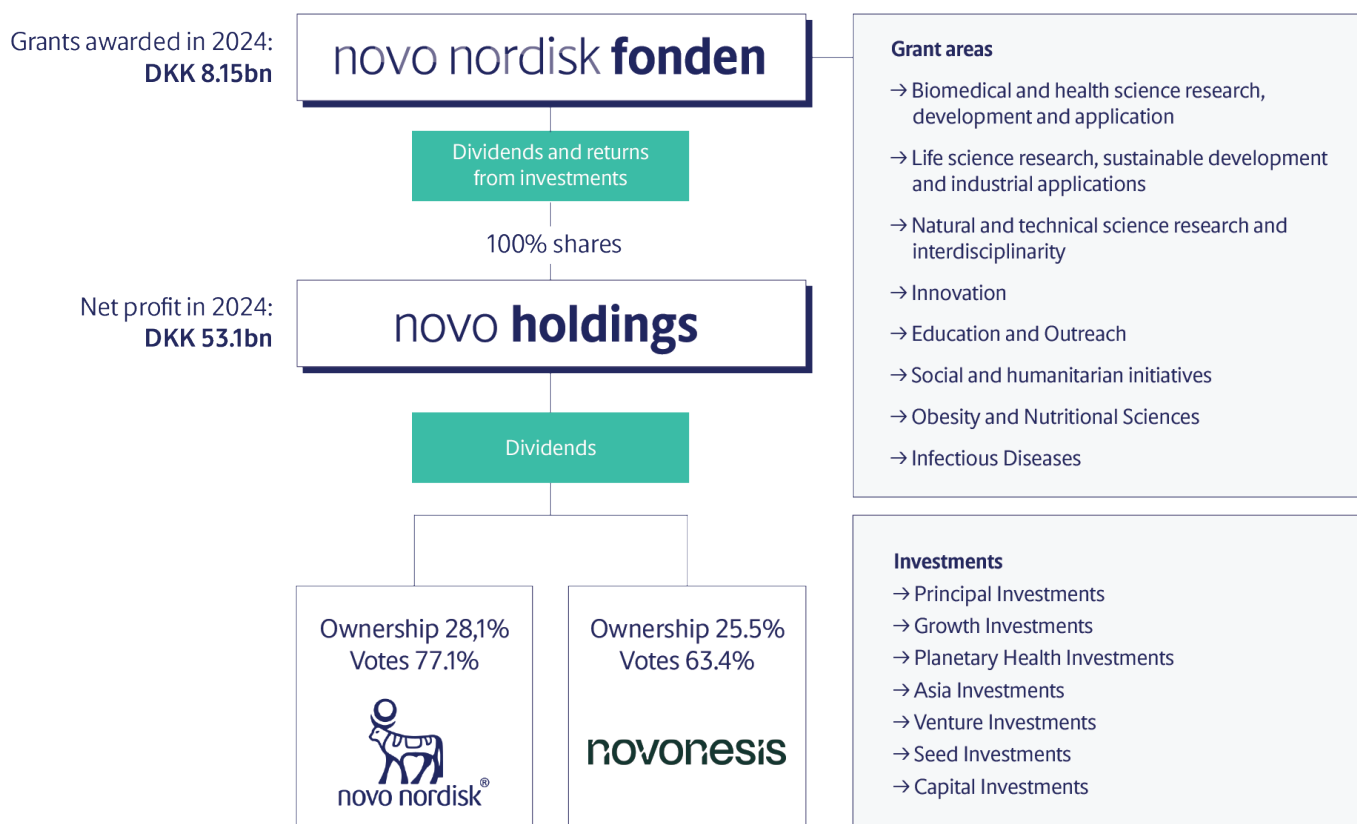 Grants awarded in 2024:
DKK 8.15bn
novo nordisk fonden
Dividends and returns
from investments
100% shares
Net profit in 2024:
DKK 53.1bn
novo holdings
Dividends
Ownership 28,1%
Votes 77.1%
novo nordisk®
Ownership 25.5%
Votes 63.4%
novonesis
Grant areas
→ Biomedical and health science research,
development and application
→ Life science research, sustainable development
and industrial applications
→ Natural and technical science research and
interdisciplinarity
→ Innovation
→ Education and Outreach
→ Social and humanitarian initiatives
→ Obesity and Nutritional Sciences
→ Infectious Diseases
Investments
→ Principal Investments
→ Growth Investments
→ Planetary Health Investments
→ Asia Investments
→ Venture Investments
→ Seed Investments
→ Capital Investments